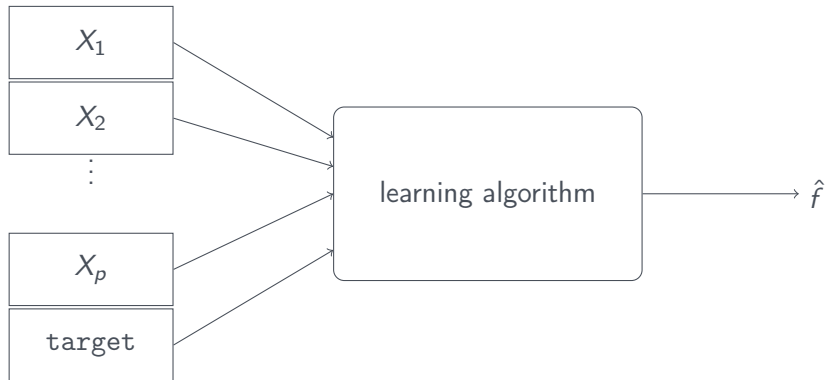 X₁
X₂
⋮
Xₚ
target
learning algorithm
f̂